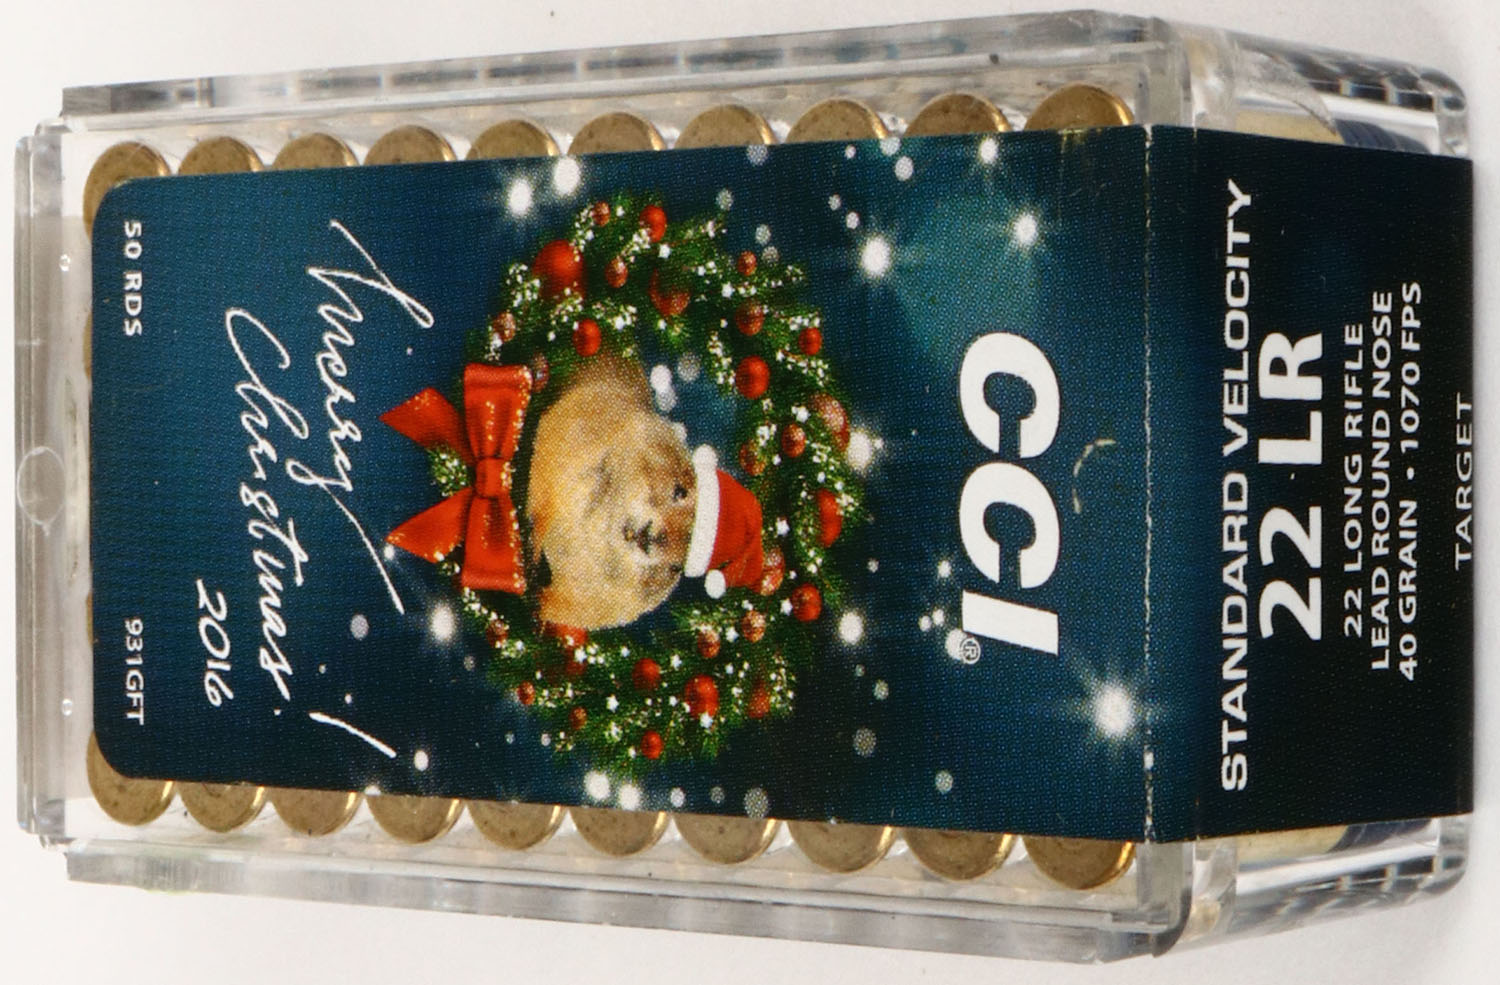 50 RDS
931GFT
Merry
Christmas!
2016
CCI®
STANDARD VELOCITY
22 LR
22 LONG RIFLE
LEAD ROUND NOSE
40 GRAIN • 1070 FPS
TARGET